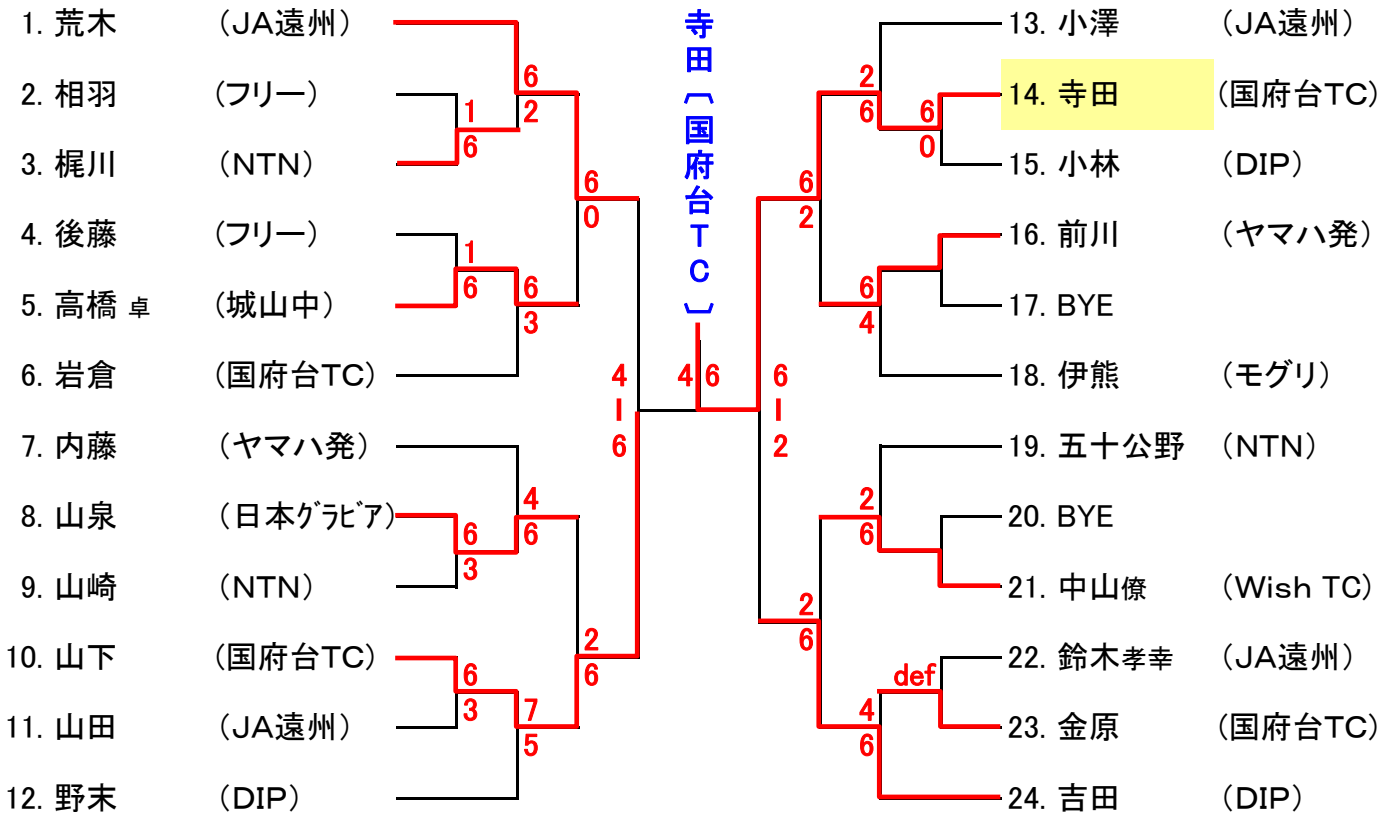 1. 荒木 （JA遠州）
2. 相羽 （フリー）
3. 梶川 （NTN）
4. 後藤 （フリー）
5. 高橋 卓 （城山中）
6. 岩倉 （国府台TC）
7. 内藤 （ヤマハ発）
8. 山泉 （日本グラビア）
9. 山崎 （NTN）
10. 山下 （国府台TC）
11. 山田 （JA遠州）
12. 野末 （DIP）
1
6
6
2
1
6
6
3
6
0
6
3
4
6
6
3
7
5
2
6
4-6
寺田（国府台TC）
4 6
6-2
6
2
2
6
6
0
6
4
2
6
2
6
def
4
6
13. 小澤 （JA遠州）
14. 寺田 （国府台TC）
15. 小林 （DIP）
16. 前川 （ヤマハ発）
17. BYE
18. 伊熊 （モグリ）
19. 五十公野 （NTN）
20. BYE
21. 中山僚 （Wish TC）
22. 鈴木孝幸 （JA遠州）
23. 金原 （国府台TC）
24. 吉田 （DIP）